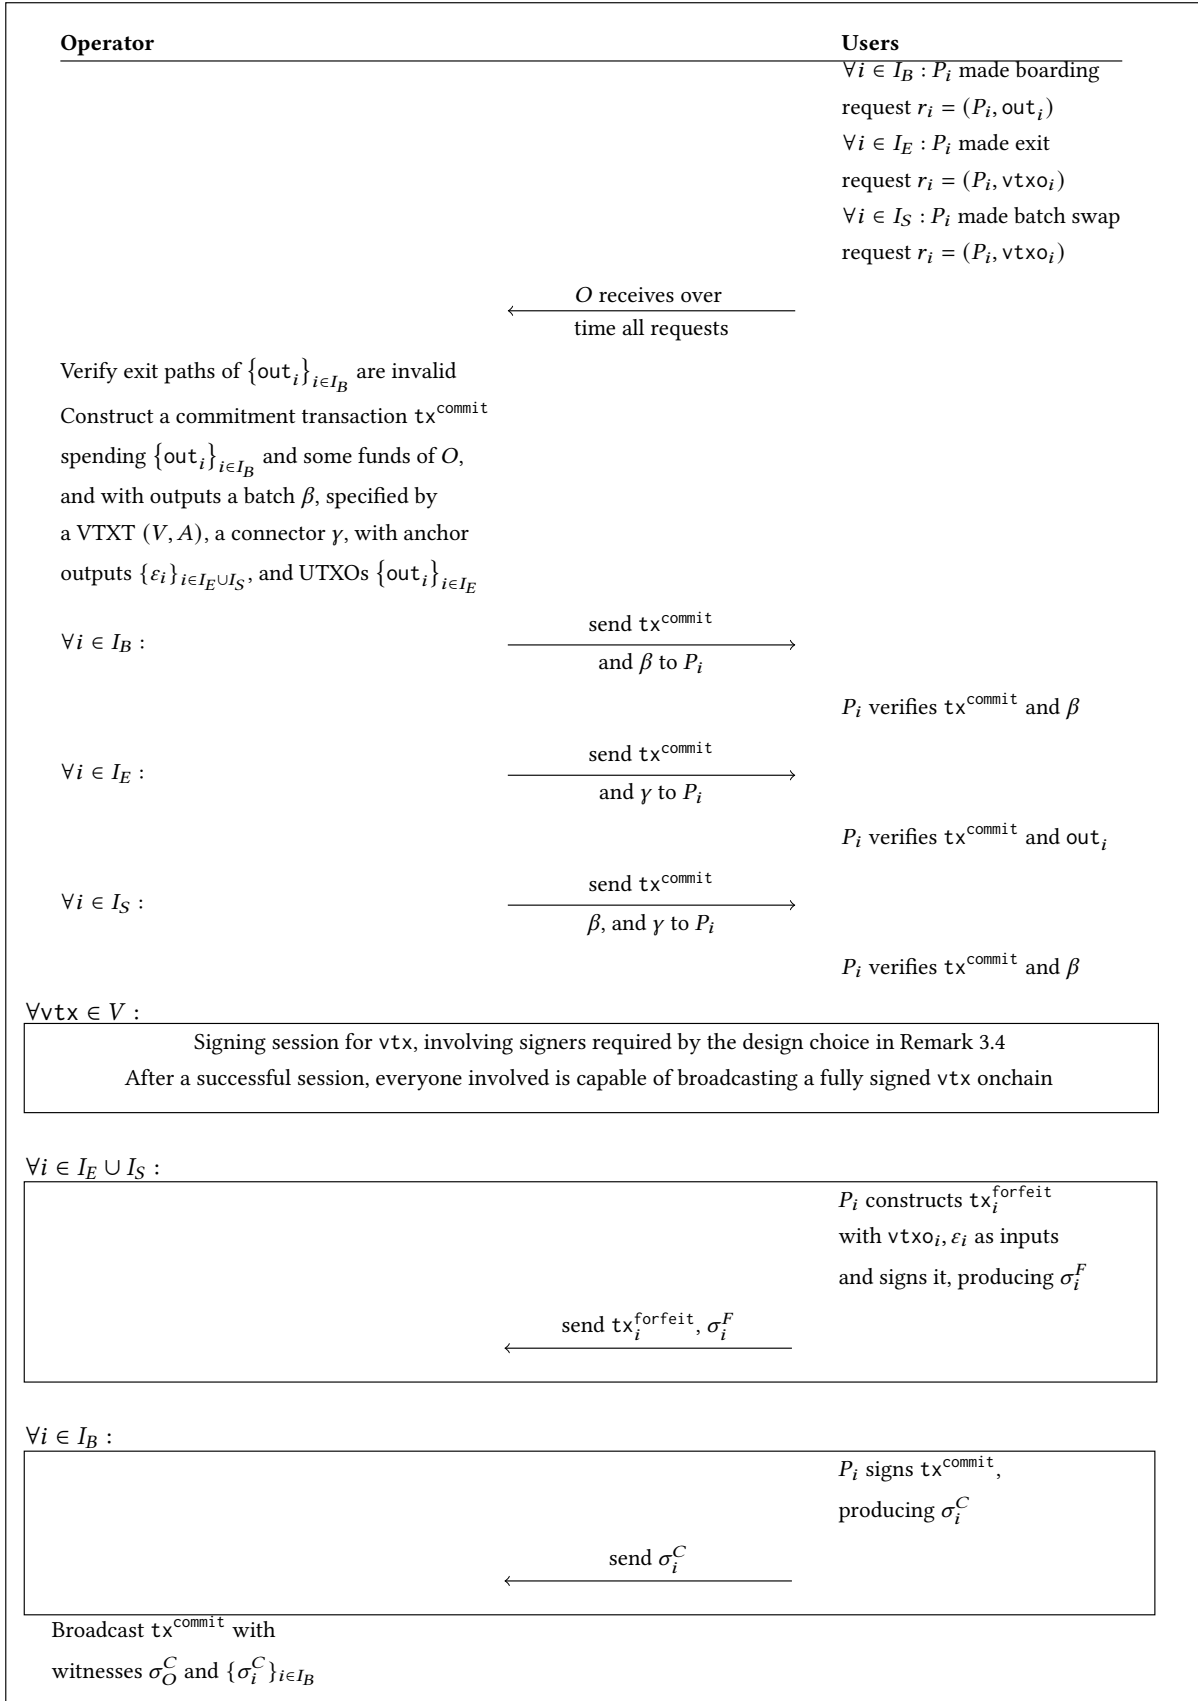 Operator Users
∀i ∈ I_B : P_i made boarding
request r_i = (P_i, out_i)
∀i ∈ I_E : P_i made exit
request r_i = (P_i, vtxo_i)
∀i ∈ I_S : P_i made batch swap
request r_i = (P_i, vtxo_i)
O receives over
time all requests
Verify exit paths of {out_i}_{i∈I_B} are invalid
Construct a commitment transaction tx^commit
spending {out_i}_{i∈I_B} and some funds of O,
and with outputs a batch β, specified by
a VTXT (V, A), a connector γ, with anchor
outputs {ε_i}_{i∈I_E∪I_S}, and UTXOs {out_i}_{i∈I_E}
∀i ∈ I_B :
send tx^commit
and β to P_i
P_i verifies tx^commit and β
∀i ∈ I_E :
send tx^commit
and γ to P_i
P_i verifies tx^commit and out_i
∀i ∈ I_S :
send tx^commit
β, and γ to P_i
P_i verifies tx^commit and β
∀vtx ∈ V :
Signing session for vtx, involving signers required by the design choice in Remark 3.4
After a successful session, everyone involved is capable of broadcasting a fully signed vtx onchain
∀i ∈ I_E ∪ I_S :
P_i constructs tx_i^forfeit
with vtxo_i, ε_i as inputs
and signs it, producing σ_i^F
send tx_i^forfeit, σ_i^F
∀i ∈ I_B :
P_i signs tx^commit,
producing σ_i^C
send σ_i^C
Broadcast tx^commit with
witnesses σ_O^C and {σ_i^C}_{i∈I_B}